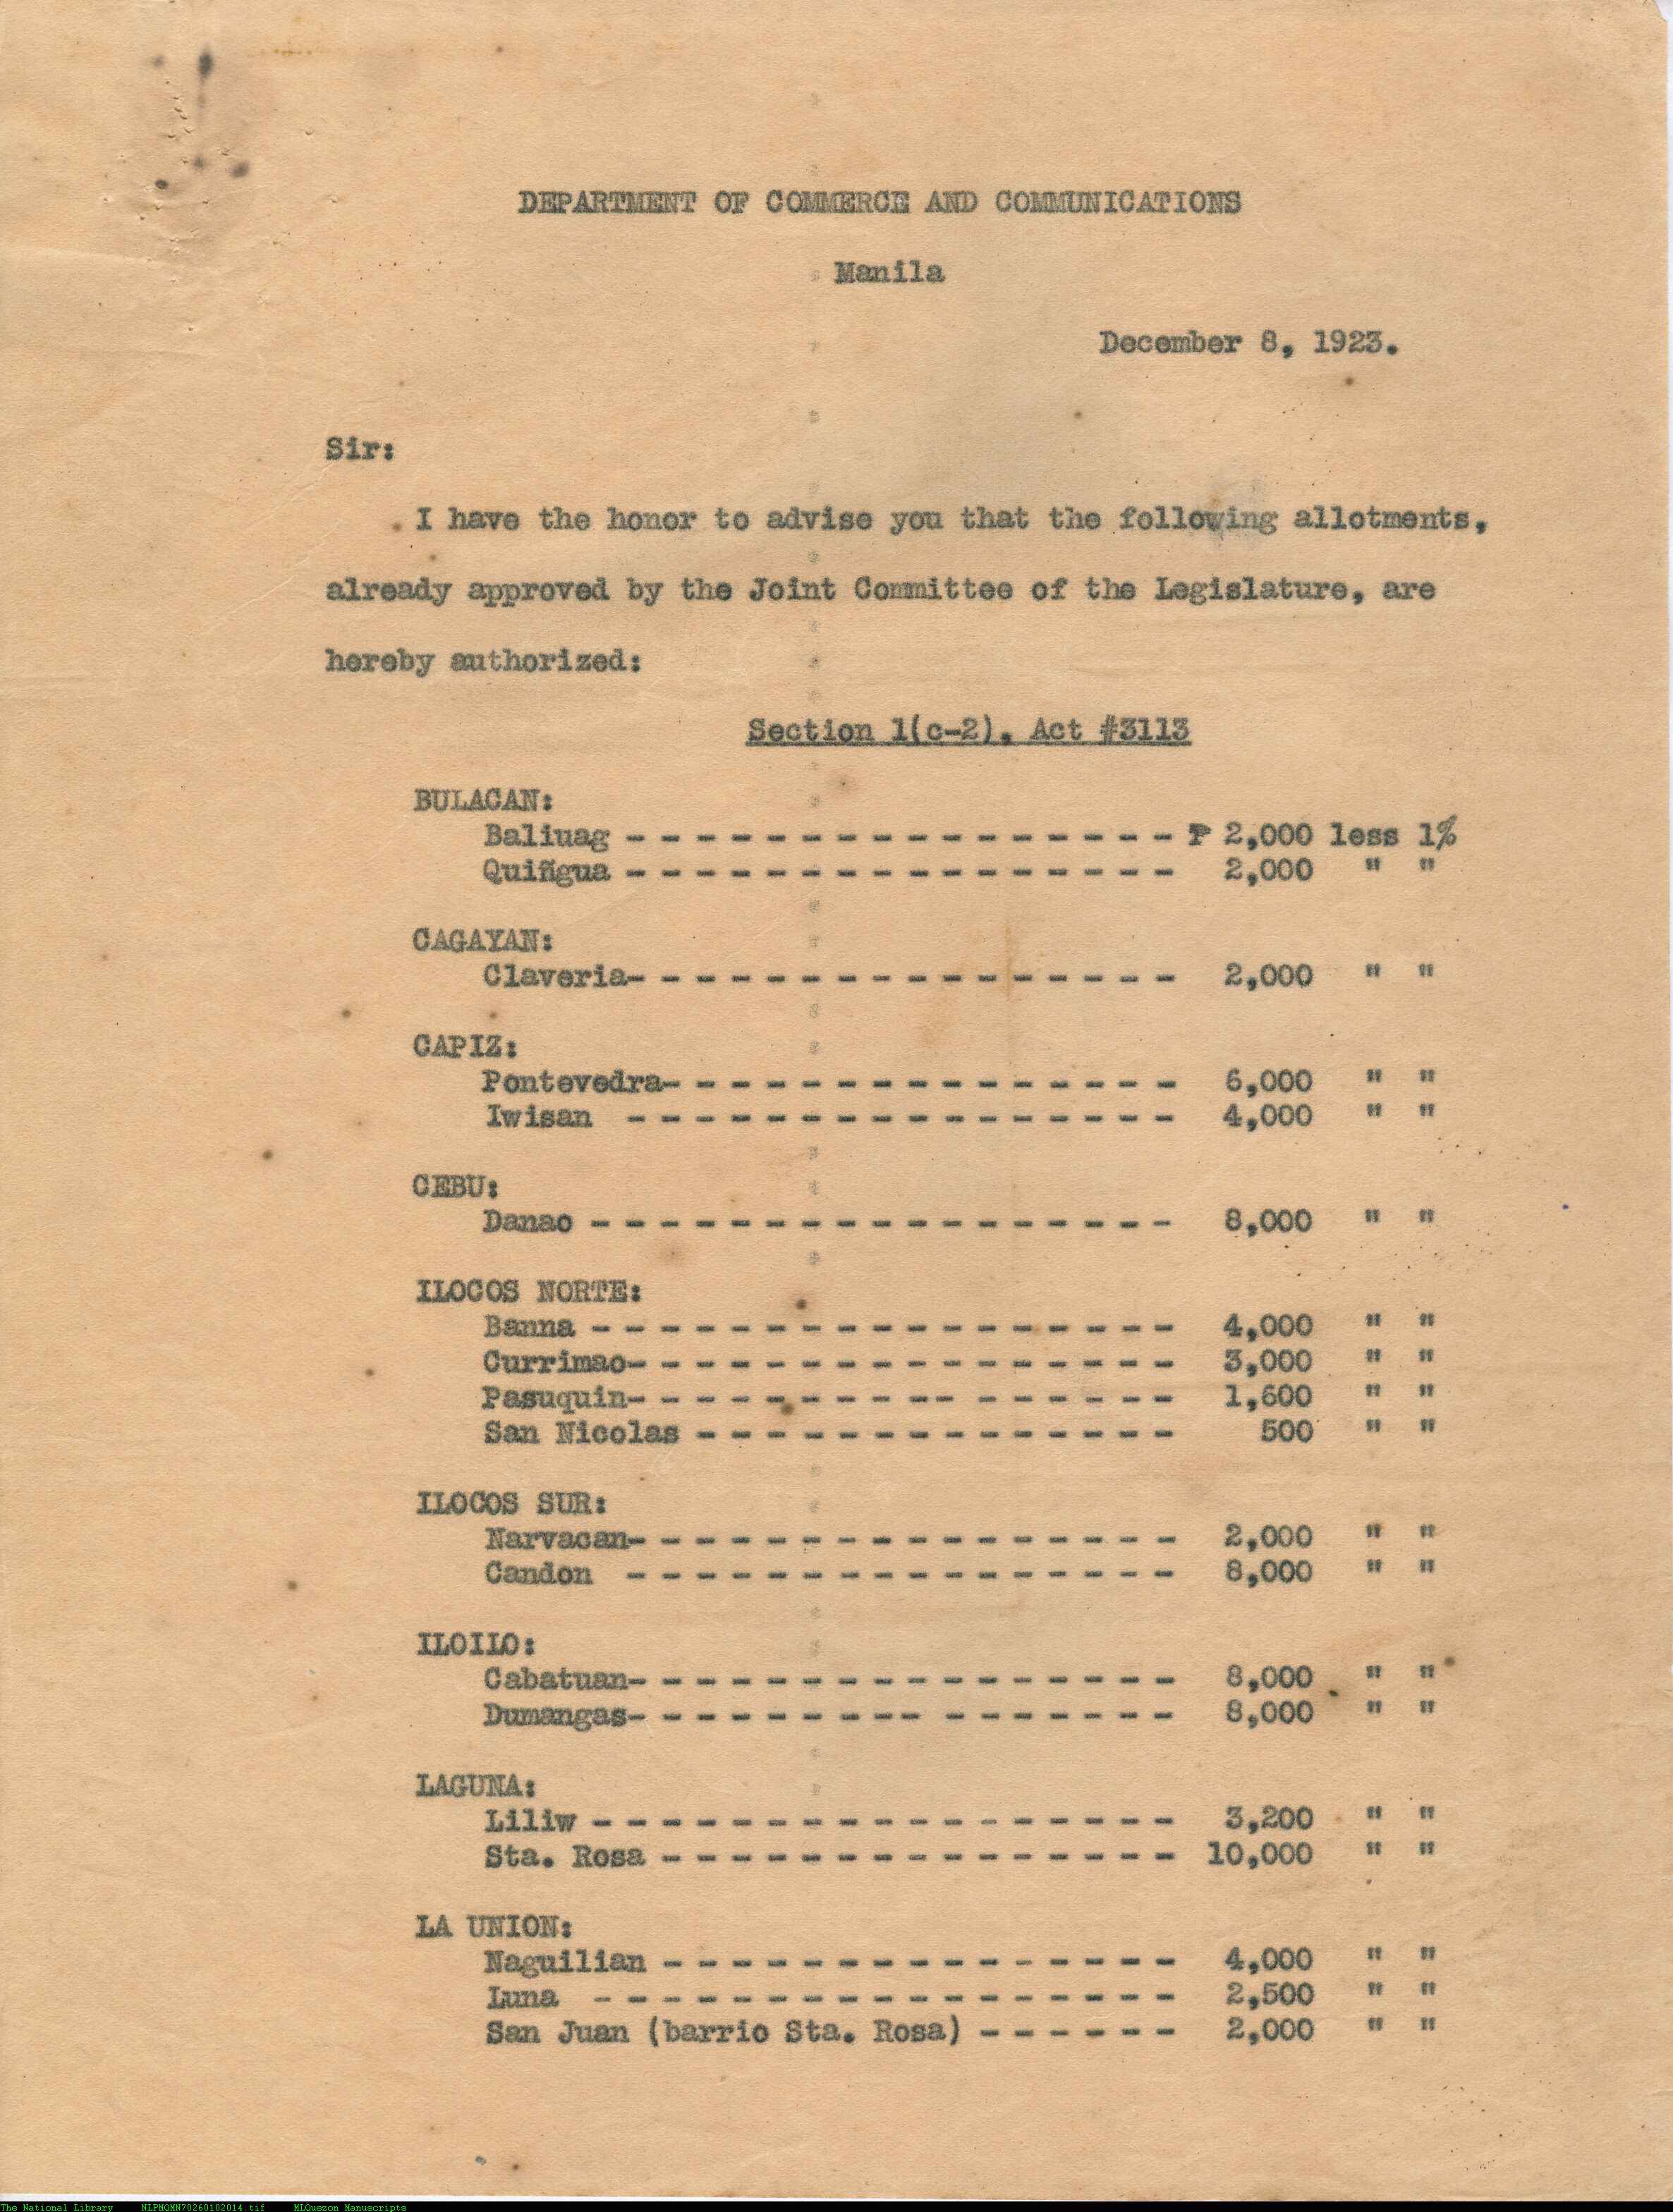 DEPARTMENT OF COMMERCE AND COMMUNICATIONS
Manila
December 8, 1923.
Sir:
I have the honor to advise you that the following allotments,
already approved by the Joint Committee of the Legislature, are
hereby authorized:
Section 1(c-2), Act #3113
BULACAN:
Baliuag - - - - - - - - - - - - - - - - ₱ 2,000 less 1%
Quiñgua - - - - - - - - - - - - - - - - 2,000 " "
CAGAYAN:
Claveria- - - - - - - - - - - - - - - - 2,000 " "
CAPIZ:
Pontevedra- - - - - - - - - - - - - - - 6,000 " "
Iwisan - - - - - - - - - - - - - - - - 4,000 " "
CEBU:
Danao - - - - - - - - - - - - - - - - - 8,000 " "
ILOCOS NORTE:
Banna - - - - - - - - - - - - - - - - - 4,000 " "
Currimao- - - - - - - - - - - - - - - - 3,000 " "
Pasuquin- - - - - - - - - - - - - - - - 1,600 " "
San Nicolas - - - - - - - - - - - - - - 500 " "
ILOCOS SUR:
Narvacan- - - - - - - - - - - - - - - - 2,000 " "
Candon - - - - - - - - - - - - - - - - 8,000 " "
ILOILO:
Cabatuan- - - - - - - - - - - - - - - - 8,000 " "
Dumangas- - - - - - - - - - - - - - - - 8,000 " "
LAGUNA:
Liliw - - - - - - - - - - - - - - - - - 3,200 " "
Sta. Rosa - - - - - - - - - - - - - - - 10,000 " "
LA UNION:
Naguilian - - - - - - - - - - - - - - - 4,000 " "
Luna - - - - - - - - - - - - - - - - - 2,500 " "
San Juan (barrio Sta. Rosa) - - - - - - 2,000 " "
The National Library NLPMQMN70260102014.tif MLQuezon Manuscripts